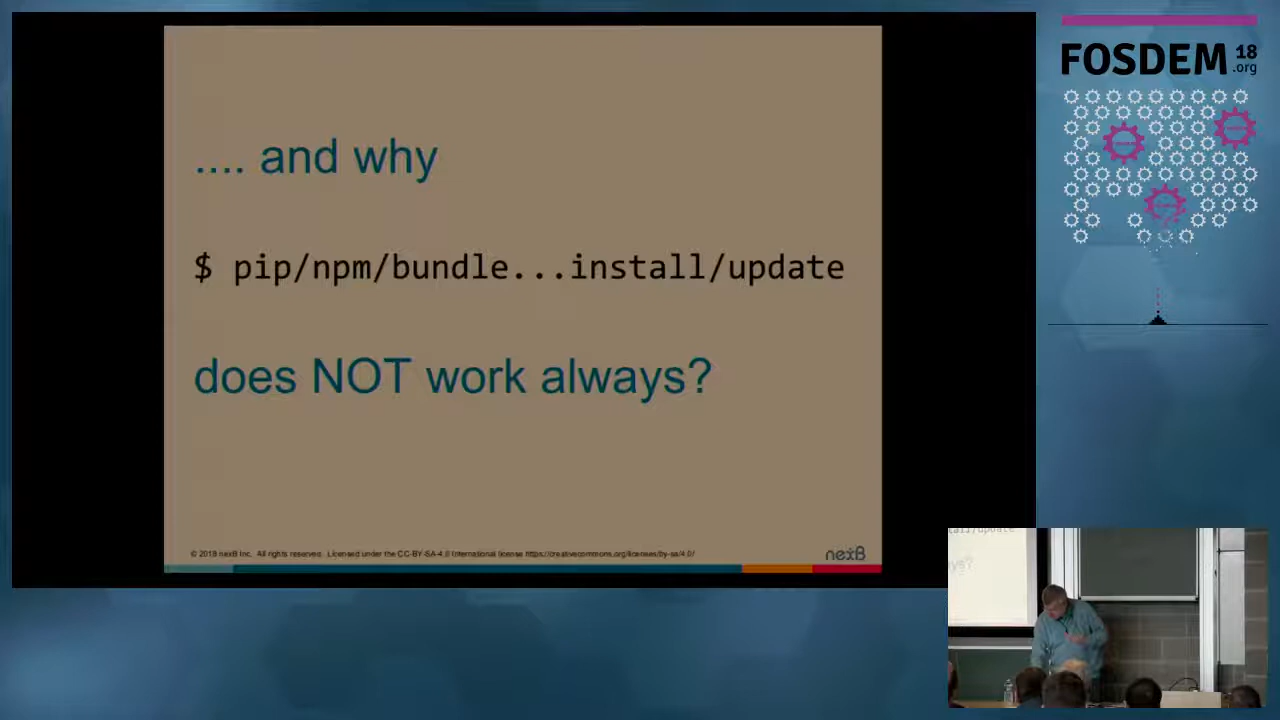 FOSDEM 18
.org
.... and why
$ pip/npm/bundle...install/update
does NOT work always?
© 2018 nexB Inc. All rights reserved. Licensed under the CC-BY-SA-4.0 International license https://creativecommons.org/licenses/by-sa/4.0/
nexB